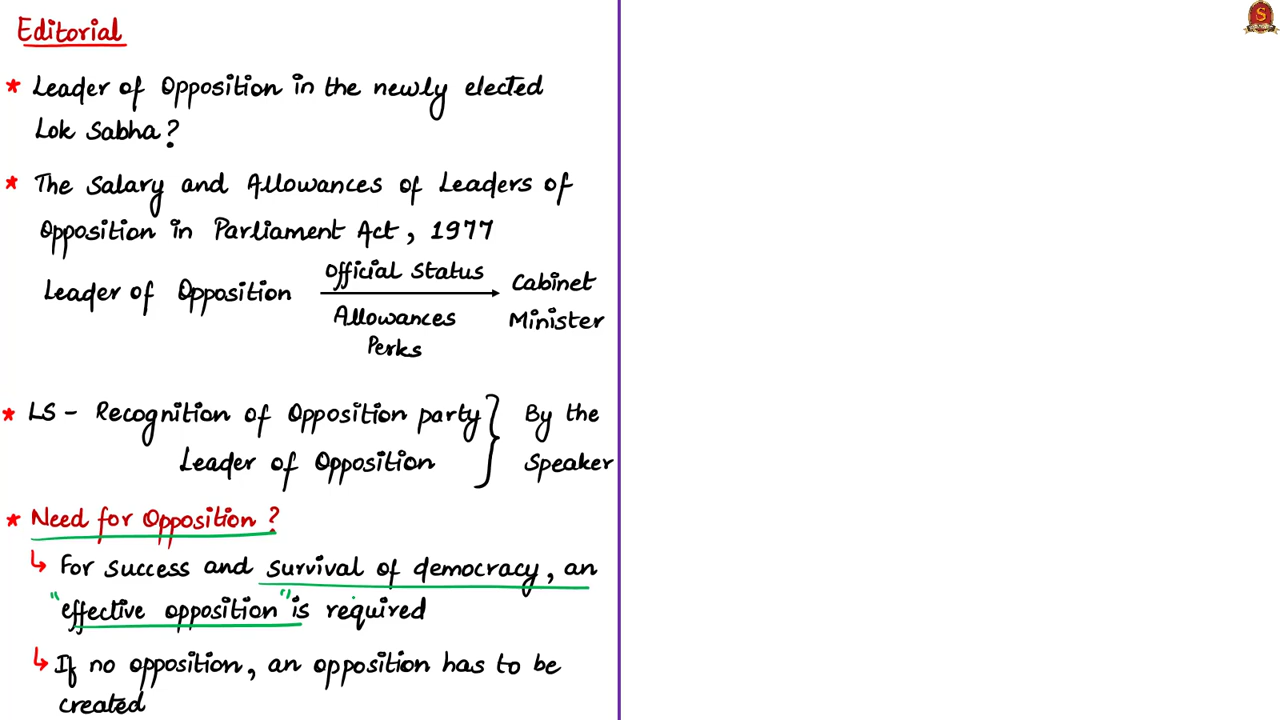 Editorial
* Leader of Opposition in the newly elected
Lok Sabha?
* The Salary and Allowances of Leaders of
Opposition in Parliament Act, 1977
Official Status
Leader of Opposition → Cabinet
Allowances Minister
Perks
* LS - Recognition of Opposition party } By the
Leader of Opposition Speaker
* Need for Opposition?
↳ For success and survival of democracy, an
"effective opposition" is required
↳ If no opposition, an opposition has to be
created
S